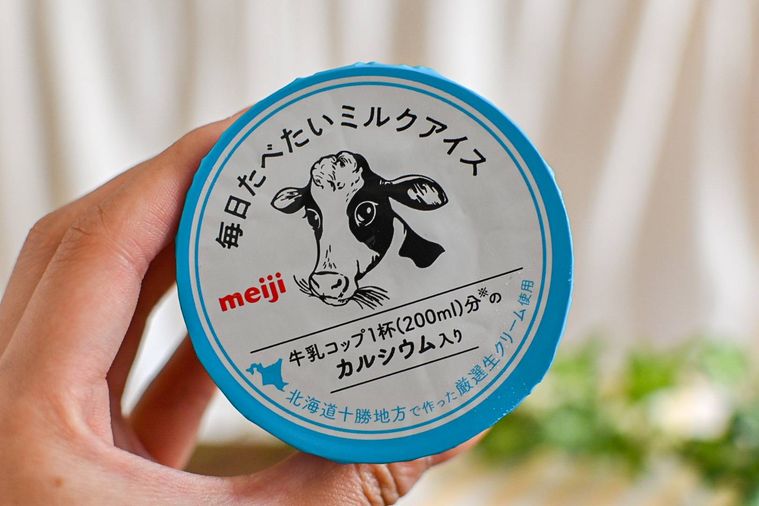 毎日たべたいミルクアイス
meiji
牛乳コップ1杯(200ml)分※の
カルシウム入り
北海道十勝地方で作った厳選生クリーム使用